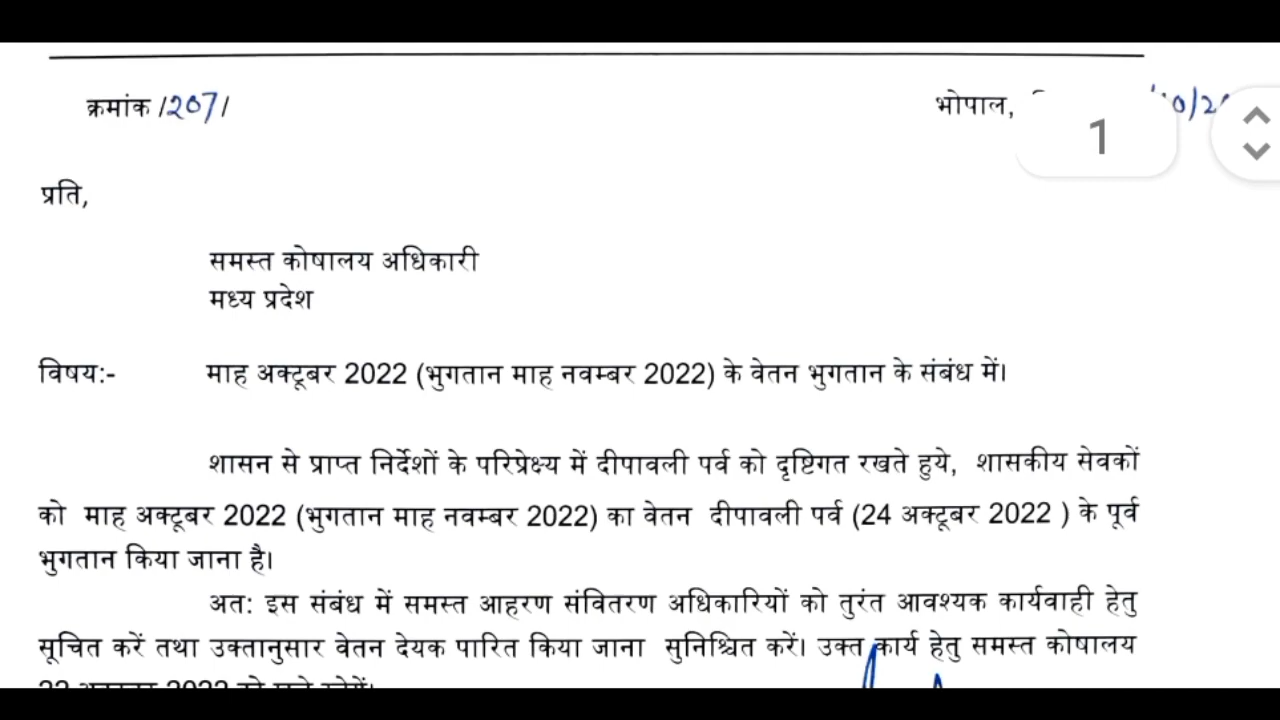 क्रमांक /207/
भोपाल,
1
प्रति,
समस्त कोषालय अधिकारी
मध्य प्रदेश
विषय:- माह अक्टूबर 2022 (भुगतान माह नवम्बर 2022) के वेतन भुगतान के संबंध में।
शासन से प्राप्त निर्देशों के परिप्रेक्ष्य में दीपावली पर्व को दृष्टिगत रखते हुये, शासकीय सेवकों
को माह अक्टूबर 2022 (भुगतान माह नवम्बर 2022) का वेतन दीपावली पर्व (24 अक्टूबर 2022 ) के पूर्व
भुगतान किया जाना है।
अत: इस संबंध में समस्त आहरण संवितरण अधिकारियों को तुरंत आवश्यक कार्यवाही हेतु
सूचित करें तथा उक्तानुसार वेतन देयक पारित किया जाना सुनिश्चित करें। उक्त कार्य हेतु समस्त कोषालय